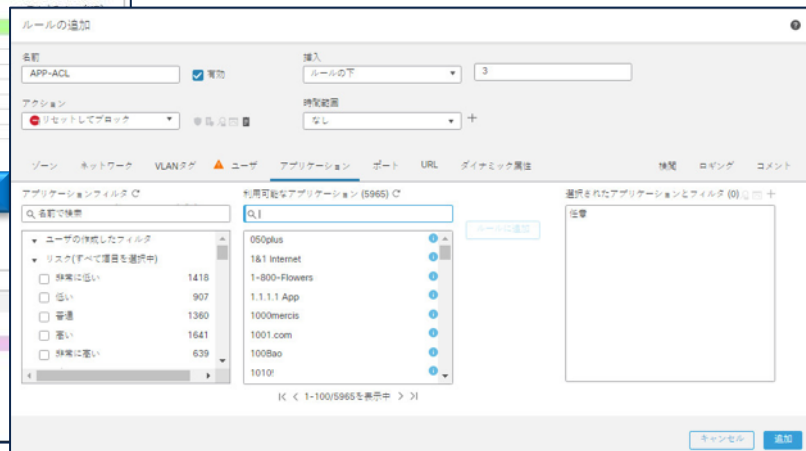 ルールの追加
名前
APP-ACL
有効
挿入
ルールの下
3
アクション
リセットしてブロック
時間範囲
なし
ゾーン ネットワーク VLANタグ ユーザ アプリケーション ポート URL ダイナミック属性 検閲 ロギング コメント
アプリケーションフィルタ
名前で検索
ユーザの作成したフィルタ
リスク(すべて項目を選択中)
非常に低い 1418
低い 907
普通 1360
高い 1641
非常に高い 639
利用可能なアプリケーション (5965)
050plus
1&1 Internet
1-800-Flowers
1.1.1.1 App
1000mercis
1001.com
100Bao
1010!
1-100/5965を表示中
ルールに追加
選択されたアプリケーションとフィルタ (0)
任意
キャンセル 追加